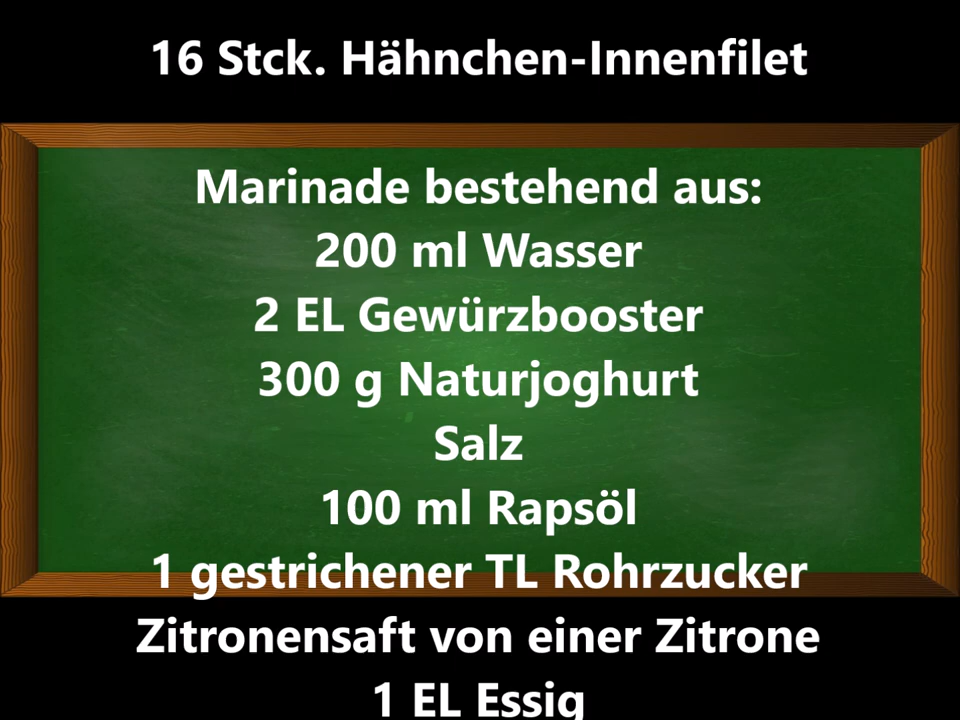 16 Stck. Hähnchen-Innenfilet
Marinade bestehend aus:
200 ml Wasser
2 EL Gewürzbooster
300 g Naturjoghurt
Salz
100 ml Rapsöl
1 gestrichener TL Rohrzucker
Zitronensaft von einer Zitrone
1 EL Essig